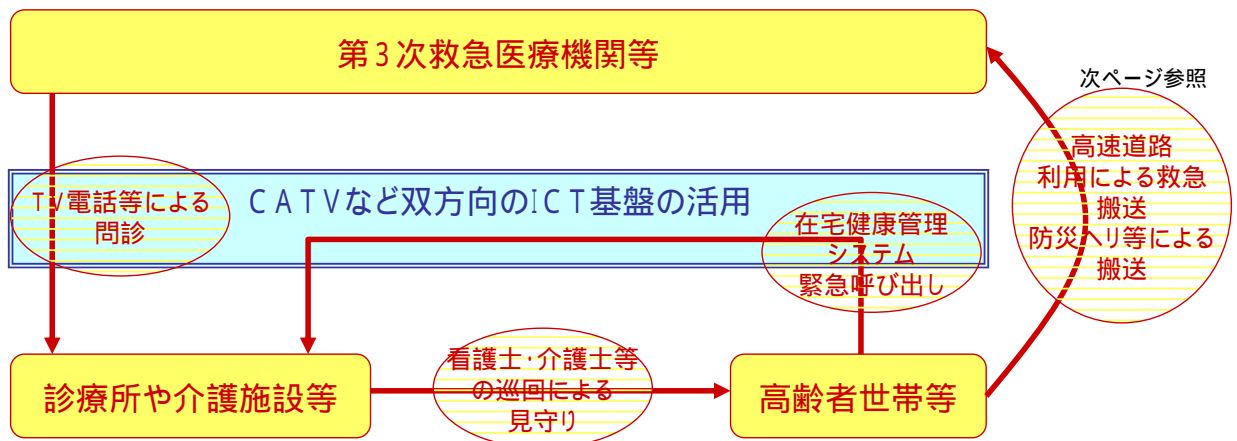 第３次救急医療機関等
次ページ参照
高速道路
利用による救急
搬送
防災ヘリ等による
搬送
ＣＡＴＶなど双方向のＩＣＴ基盤の活用
ＴＶ電話等による
問診
在宅健康管理
システム
緊急呼び出し
診療所や介護施設等
看護士・介護士等
の巡回による
見守り
高齢者世帯等